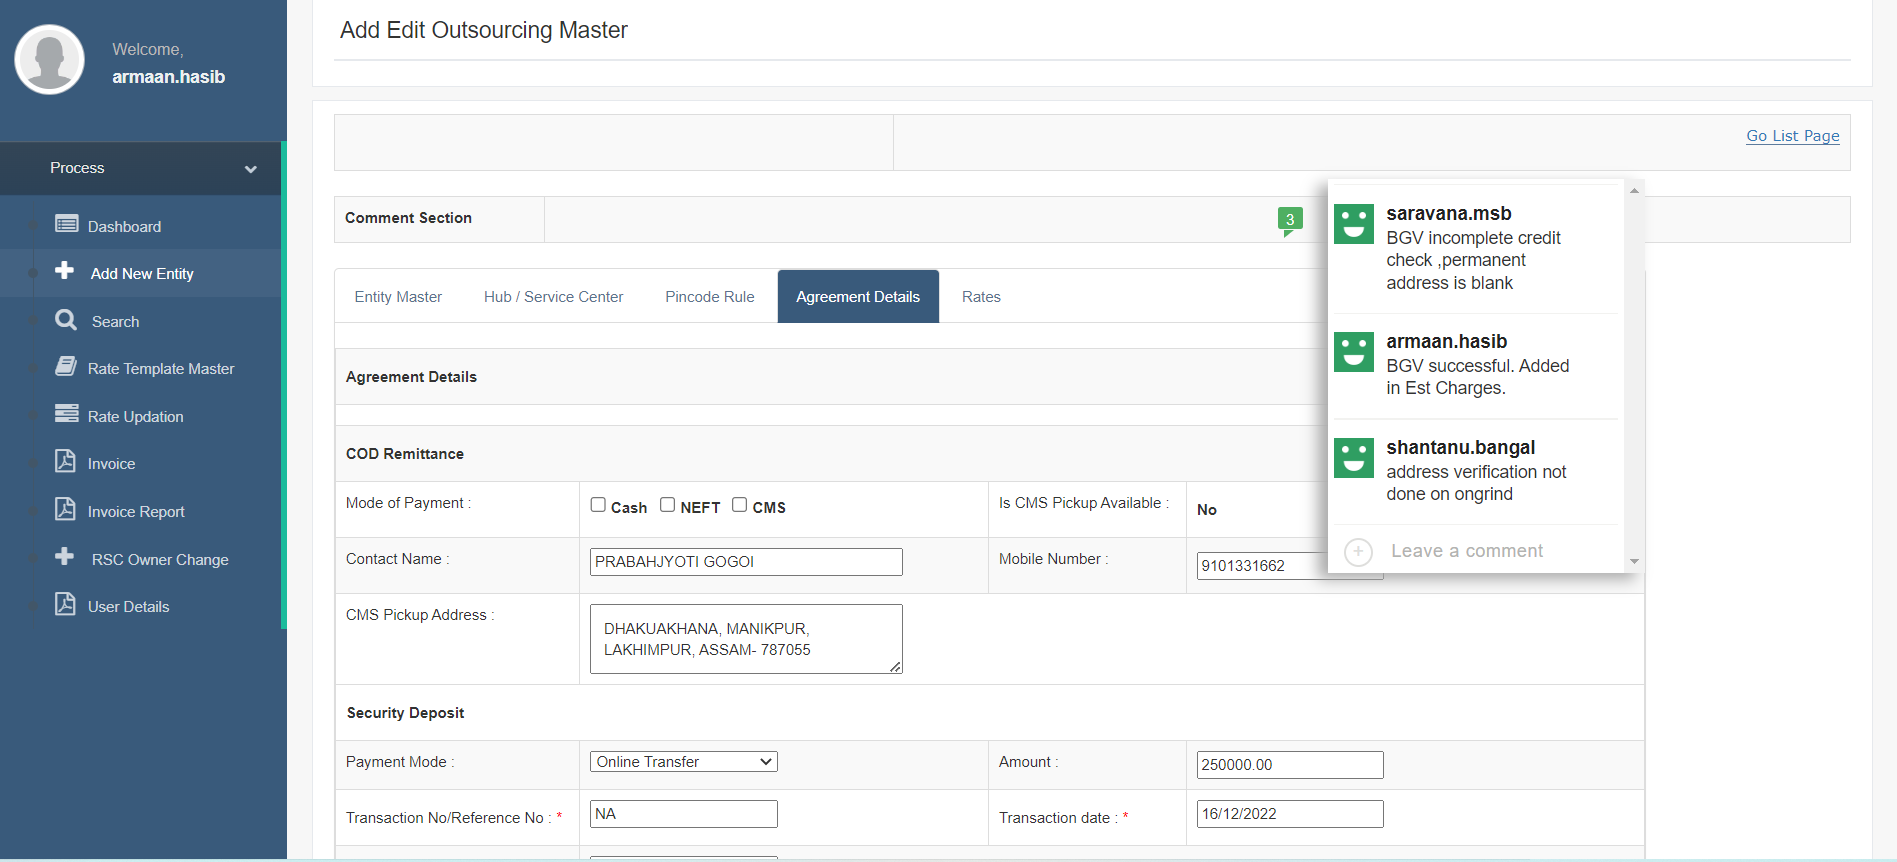 Welcome,
armaan.hasib
Process
Dashboard
Add New Entity
Search
Rate Template Master
Rate Updation
Invoice
Invoice Report
RSC Owner Change
User Details
Add Edit Outsourcing Master
Go List Page
Comment Section
3
Entity Master Hub / Service Center Pincode Rule Agreement Details Rates
Agreement Details
COD Remittance
Mode of Payment : Cash NEFT CMS Is CMS Pickup Available : No
Contact Name : PRABAHJYOTI GOGOI Mobile Number : 9101331662
CMS Pickup Address : DHAKUAKHANA, MANIKPUR,
LAKHIMPUR, ASSAM- 787055
Security Deposit
Payment Mode : Online Transfer Amount : 250000.00
Transaction No/Reference No : * NA Transaction date : * 16/12/2022
saravana.msb
BGV incomplete credit
check ,permanent
address is blank
armaan.hasib
BGV successful. Added
in Est Charges.
shantanu.bangal
address verification not
done on ongrind
Leave a comment